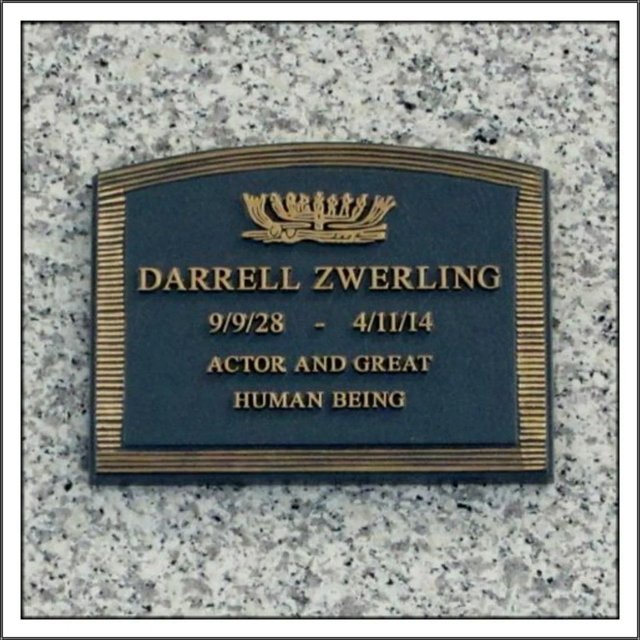 DARRELL ZWERLING
9/9/28 - 4/11/14
ACTOR AND GREAT
HUMAN BEING